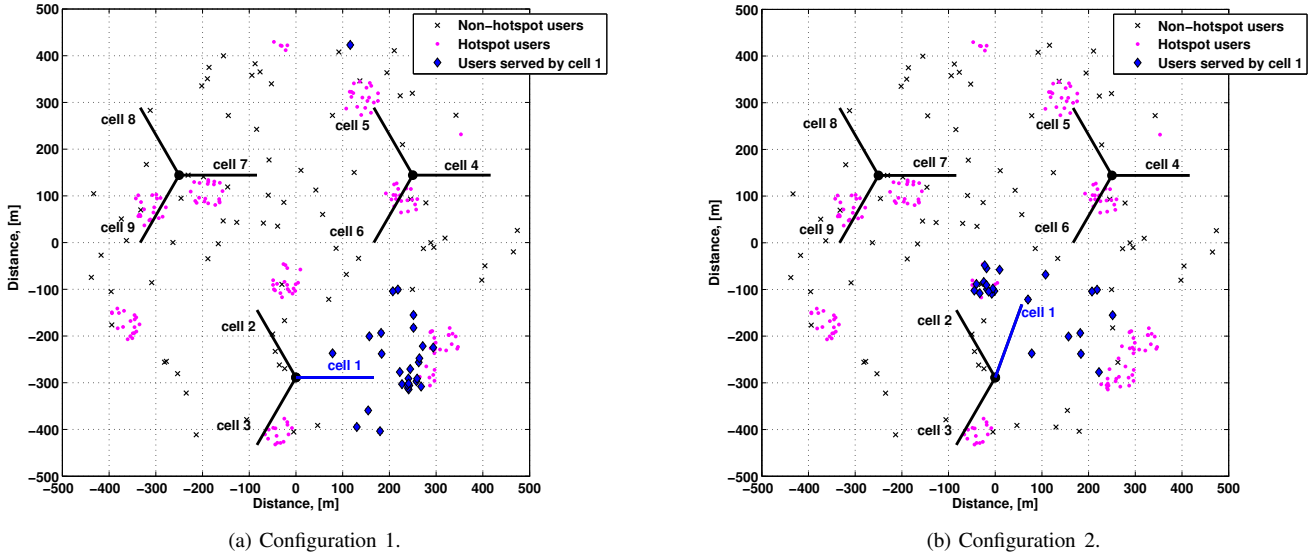 500
400
300
200
100
0
−100
−200
−300
−400
−500
−500 −400 −300 −200 −100 0 100 200 300 400 500
Distance, [m]
Distance, [m]
Non−hotspot users
Hotspot users
Users served by cell 1
cell 8
cell 5
cell 7
cell 4
cell 9
cell 6
cell 2
cell 1
cell 3
(a) Configuration 1.
500
400
300
200
100
0
−100
−200
−300
−400
−500
−500 −400 −300 −200 −100 0 100 200 300 400 500
Distance, [m]
Distance, [m]
Non−hotspot users
Hotspot users
Users served by cell 1
cell 8
cell 5
cell 7
cell 4
cell 9
cell 6
cell 2
cell 1
cell 3
(b) Configuration 2.